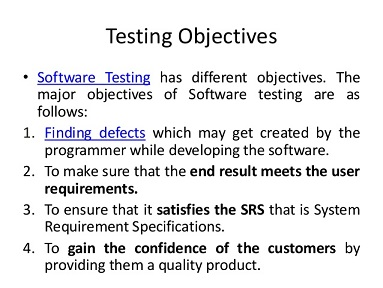 Testing Objectives
• Software Testing has different objectives. The
major objectives of Software testing are as
follows:
1. Finding defects which may get created by the
programmer while developing the software.
2. To make sure that the end result meets the user
requirements.
3. To ensure that it satisfies the SRS that is System
Requirement Specifications.
4. To gain the confidence of the customers by
providing them a quality product.